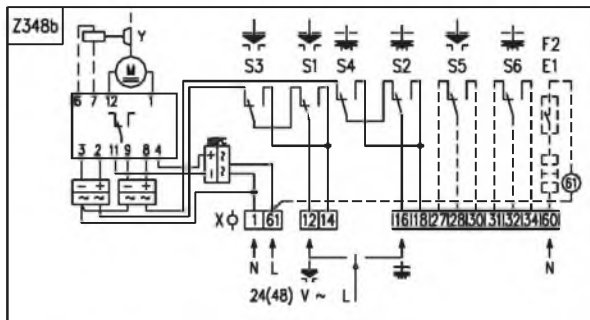 Z348b
Y
M
S3 S1 S4 S2 S5 S6 F2
E1
6 7 12 1
3 2 11 9 8 4
61
X
1 61 12 14 16 18 27 28 30 31 32 34 60
N L N
24(48) V ~ L